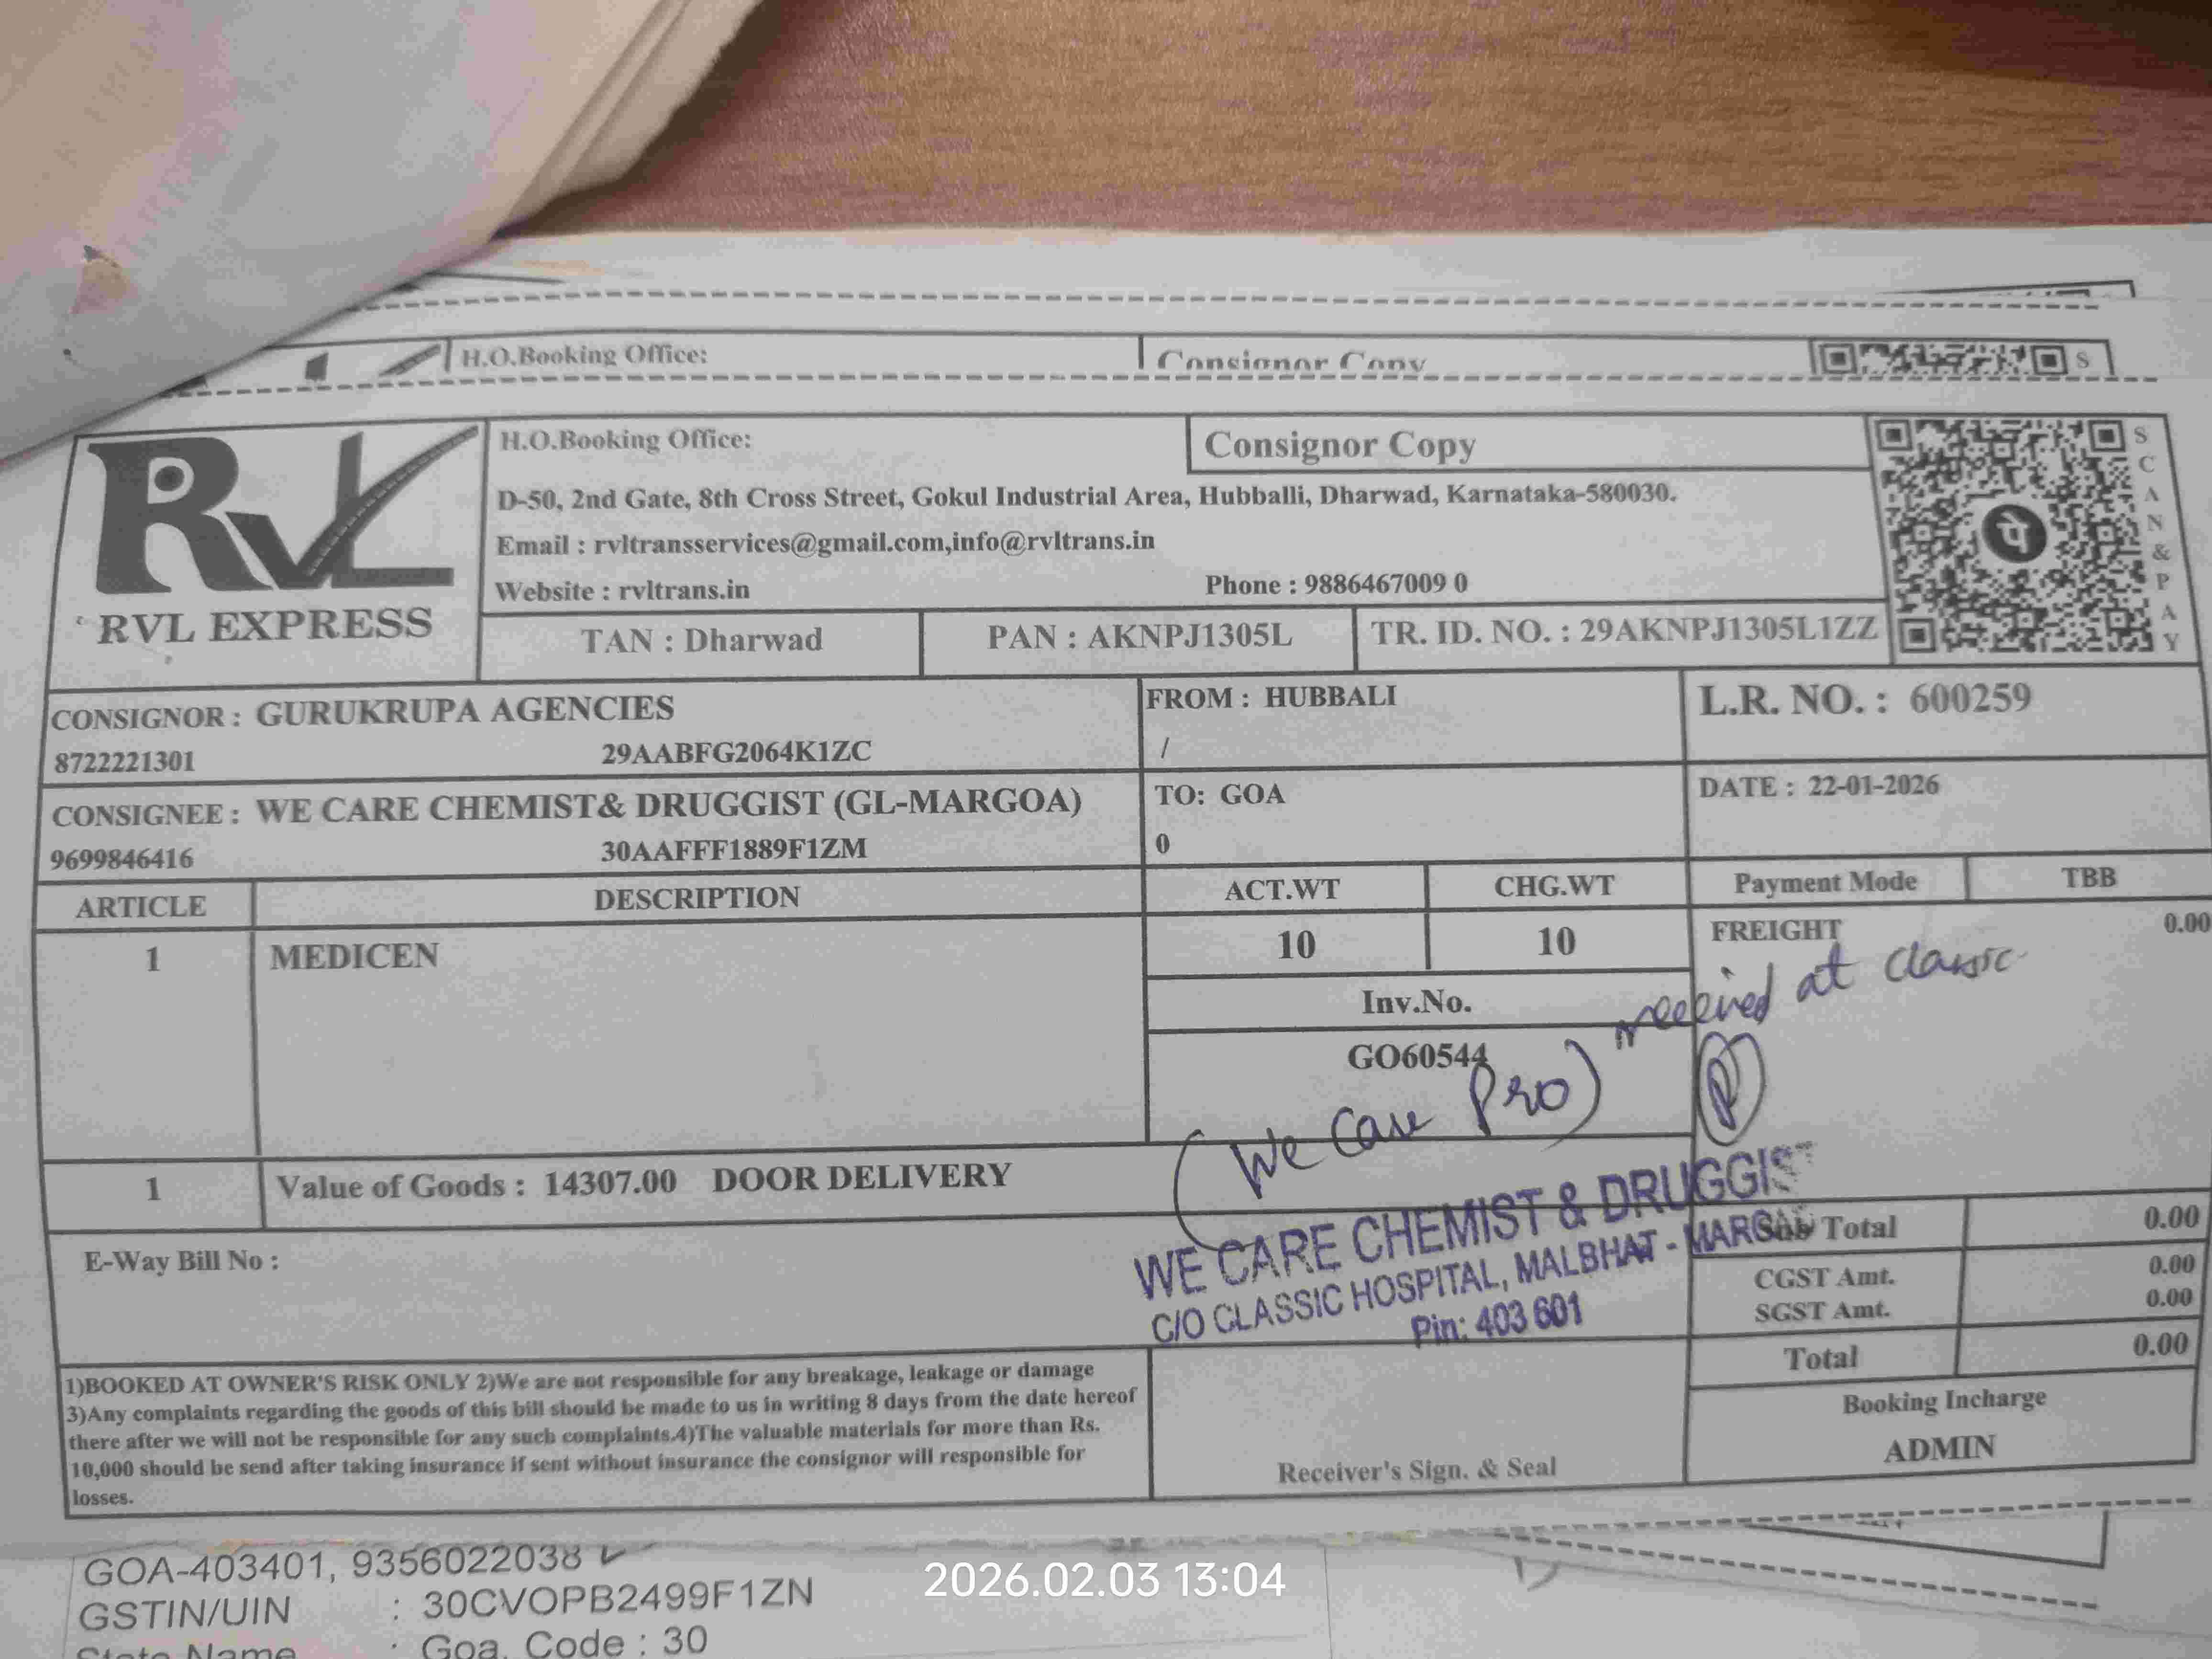 H.O.Booking Office:
Consignor Copy
S
RVL
RVL EXPRESS
H.O.Booking Office:
Consignor Copy
D-50, 2nd Gate, 8th Cross Street, Gokul Industrial Area, Hubballi, Dharwad, Karnataka-580030.
Email : rvltransservices@gmail.com,info@rvltrans.in
Website : rvltrans.in Phone : 9886467009 0
TAN : Dharwad PAN : AKNPJ1305L TR. ID. NO. : 29AKNPJ1305L1ZZ
पे
SCAN & PAY
CONSIGNOR : GURUKRUPA AGENCIES
8722221301 29AABFG2064K1ZC
FROM : HUBBALI
/
L.R. NO. : 600259
CONSIGNEE : WE CARE CHEMIST& DRUGGIST (GL-MARGOA)
9699846416 30AAFFF1889F1ZM
TO: GOA
0
DATE : 22-01-2026
ARTICLE DESCRIPTION ACT.WT CHG.WT Payment Mode TBB
1 MEDICEN 10 10 FREIGHT 0.00
received at classic
Inv.No.
GO60544
(We Care Pro)
1 Value of Goods : 14307.00 DOOR DELIVERY
WE CARE CHEMIST & DRUGGIST
C/O CLASSIC HOSPITAL, MALBHAT - MARGAO
Pin: 403 601
E-Way Bill No :
Sub Total 0.00
CGST Amt. 0.00
SGST Amt. 0.00
Total 0.00
1)BOOKED AT OWNER'S RISK ONLY 2)We are not responsible for any breakage, leakage or damage
3)Any complaints regarding the goods of this bill should be made to us in writing 8 days from the date hereof
there after we will not be responsible for any such complaints.4)The valuable materials for more than Rs.
10,000 should be send after taking insurance if sent without insurance the consignor will responsible for
losses.
Receiver's Sign. & Seal
Booking Incharge
ADMIN
GOA-403401, 9356022038
GSTIN/UIN : 30CVOPB2499F1ZN
State Name : Goa, Code : 30
2026.02.03 13:04